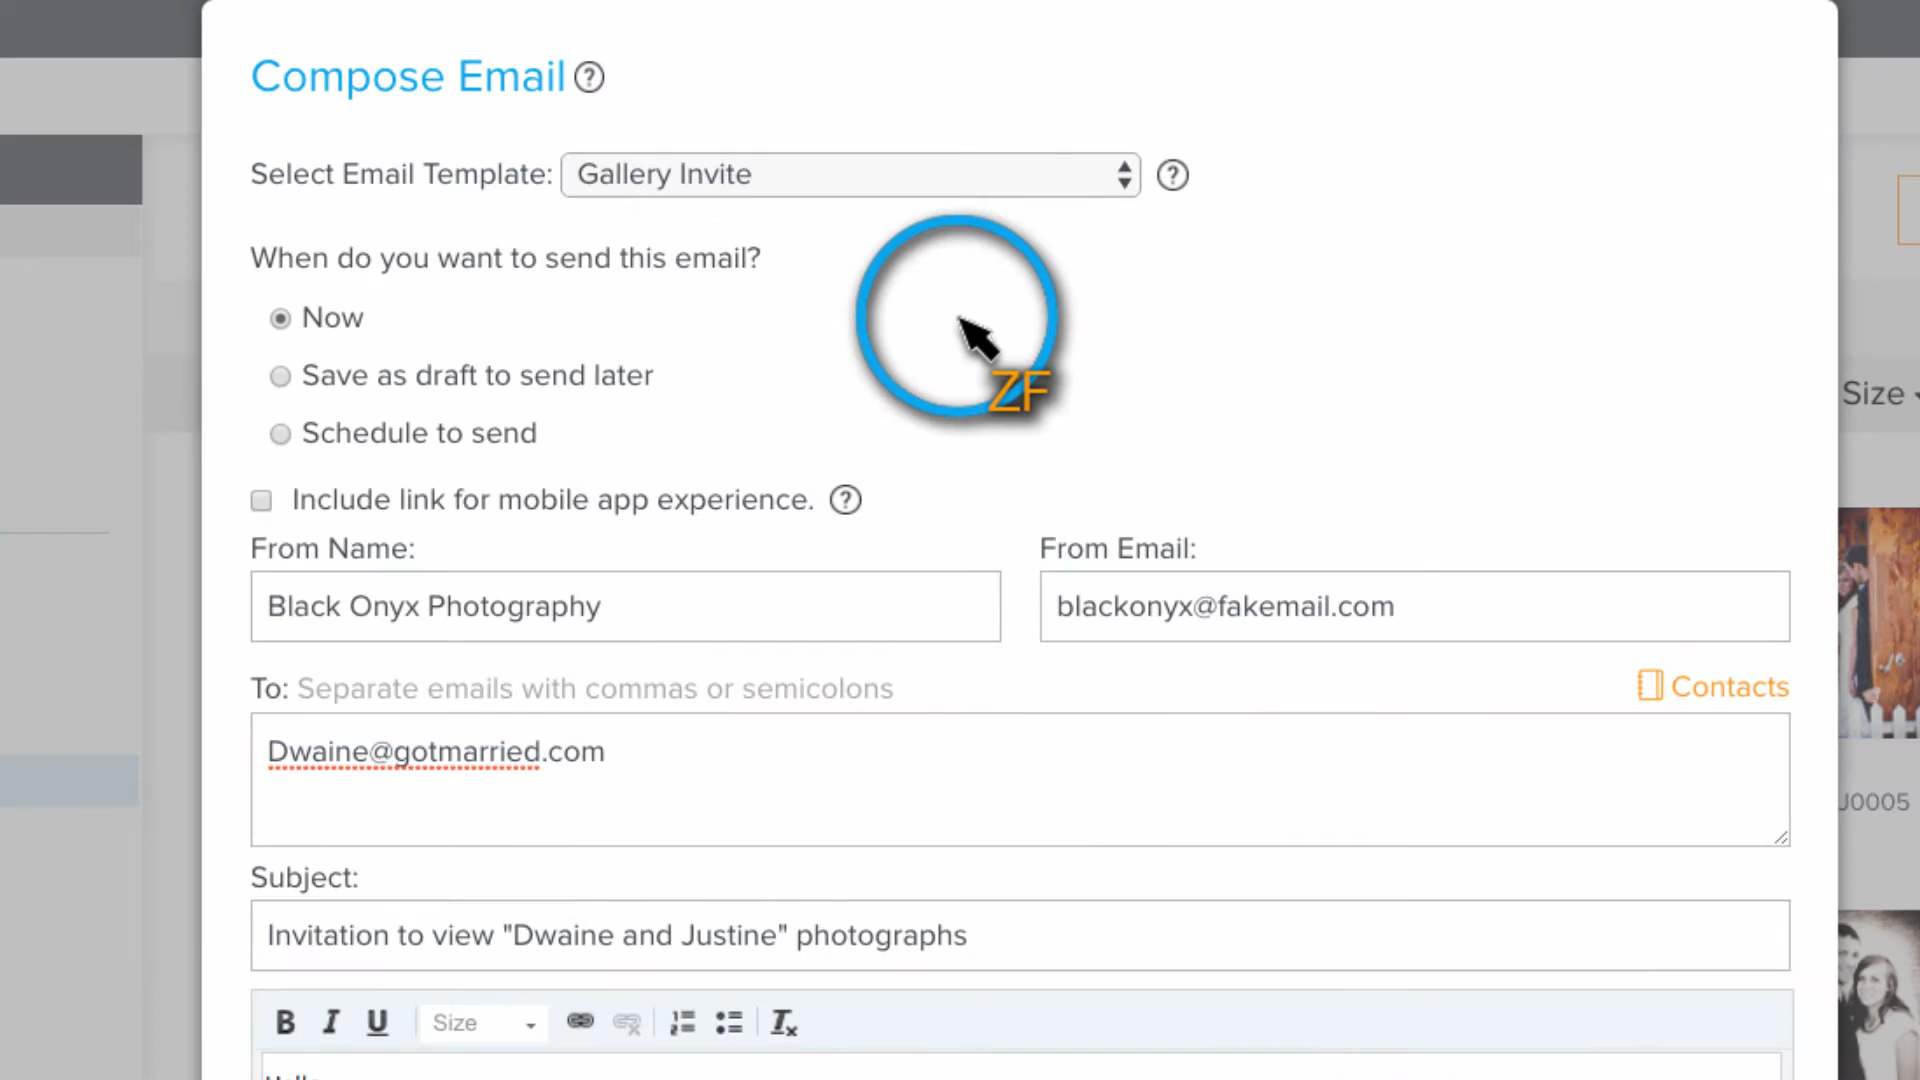 Compose Email ?
Select Email Template: Gallery Invite ?
When do you want to send this email?
Now
ZF
Save as draft to send later
Size
Schedule to send
Include link for mobile app experience. ?
From Name: From Email:
Black Onyx Photography blackonyx@fakemail.com
To: Separate emails with commas or semicolons Contacts
Dwaine@gotmarried.com
J0005
Subject:
Invitation to view "Dwaine and Justine" photographs
B I U Size Tx